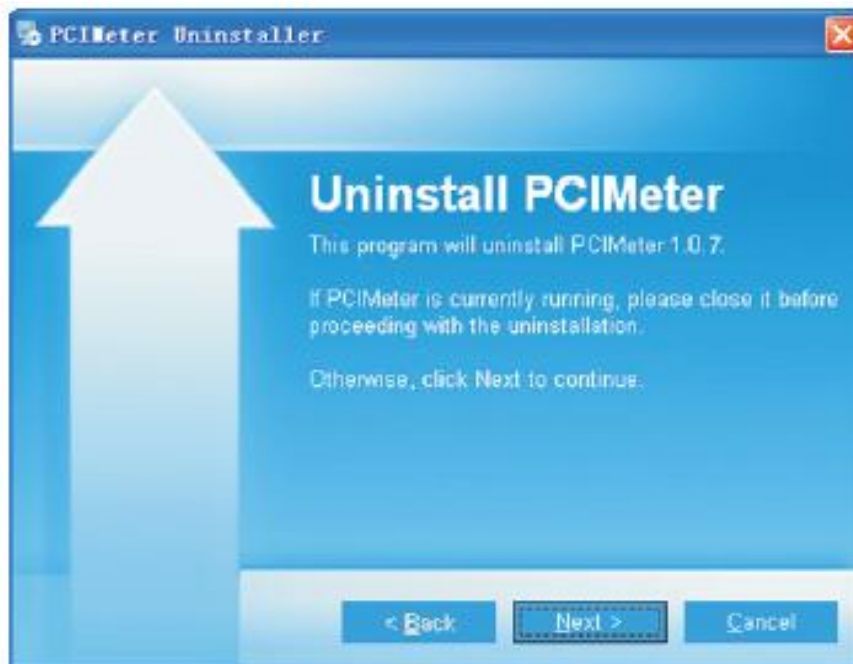 PCIMeter Uninstaller
Uninstall PCIMeter
This program will uninstall PCIMeter 1.0.7.
If PCIMeter is currently running, please close it before
proceeding with the uninstallation.
Otherwise, click Next to continue.
< Back
Next >
Cancel